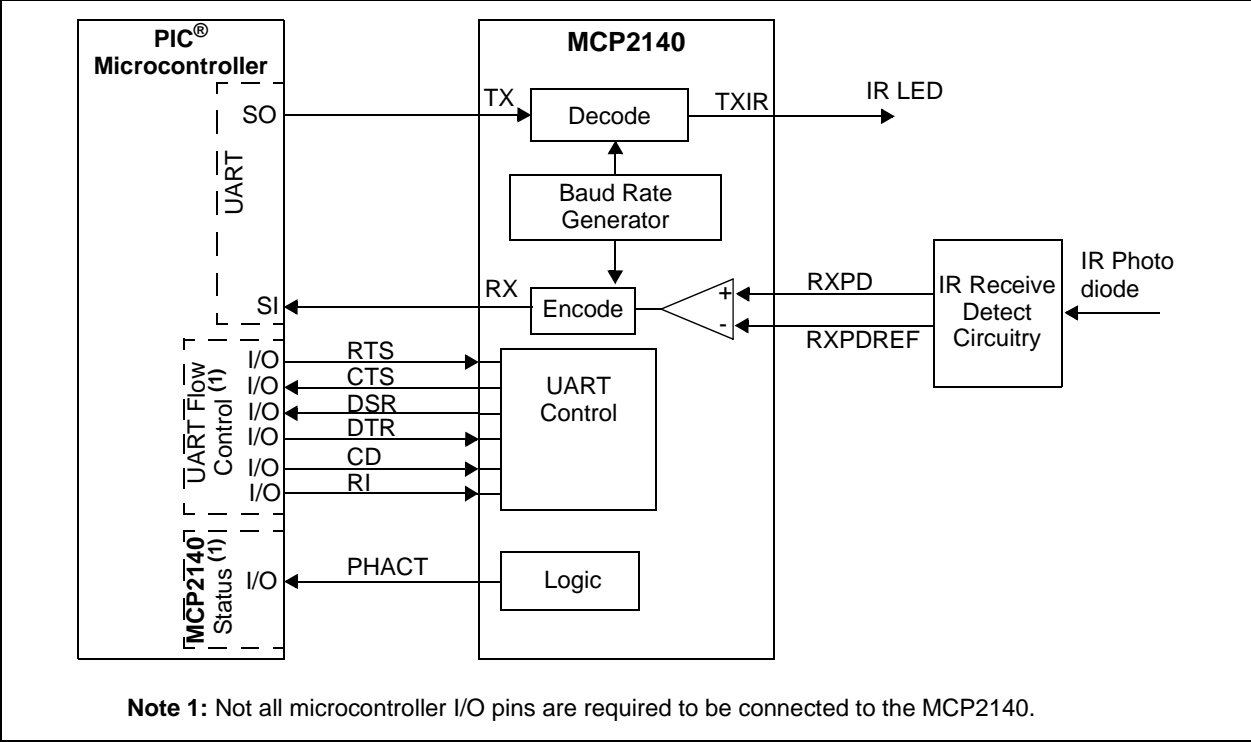 PIC®
Microcontroller
MCP2140
SO
TX
Decode
TXIR
IR LED
UART
Baud Rate
Generator
SI
RX
Encode
+
-
RXPD
RXPDREF
IR Receive
Detect
Circuitry
IR Photo
diode
UART Flow
Control (1)
I/O
RTS
I/O
CTS
I/O
DSR
I/O
DTR
I/O
CD
I/O
RI
UART
Control
MCP2140
Status (1)
I/O
PHACT
Logic
Note 1: Not all microcontroller I/O pins are required to be connected to the MCP2140.